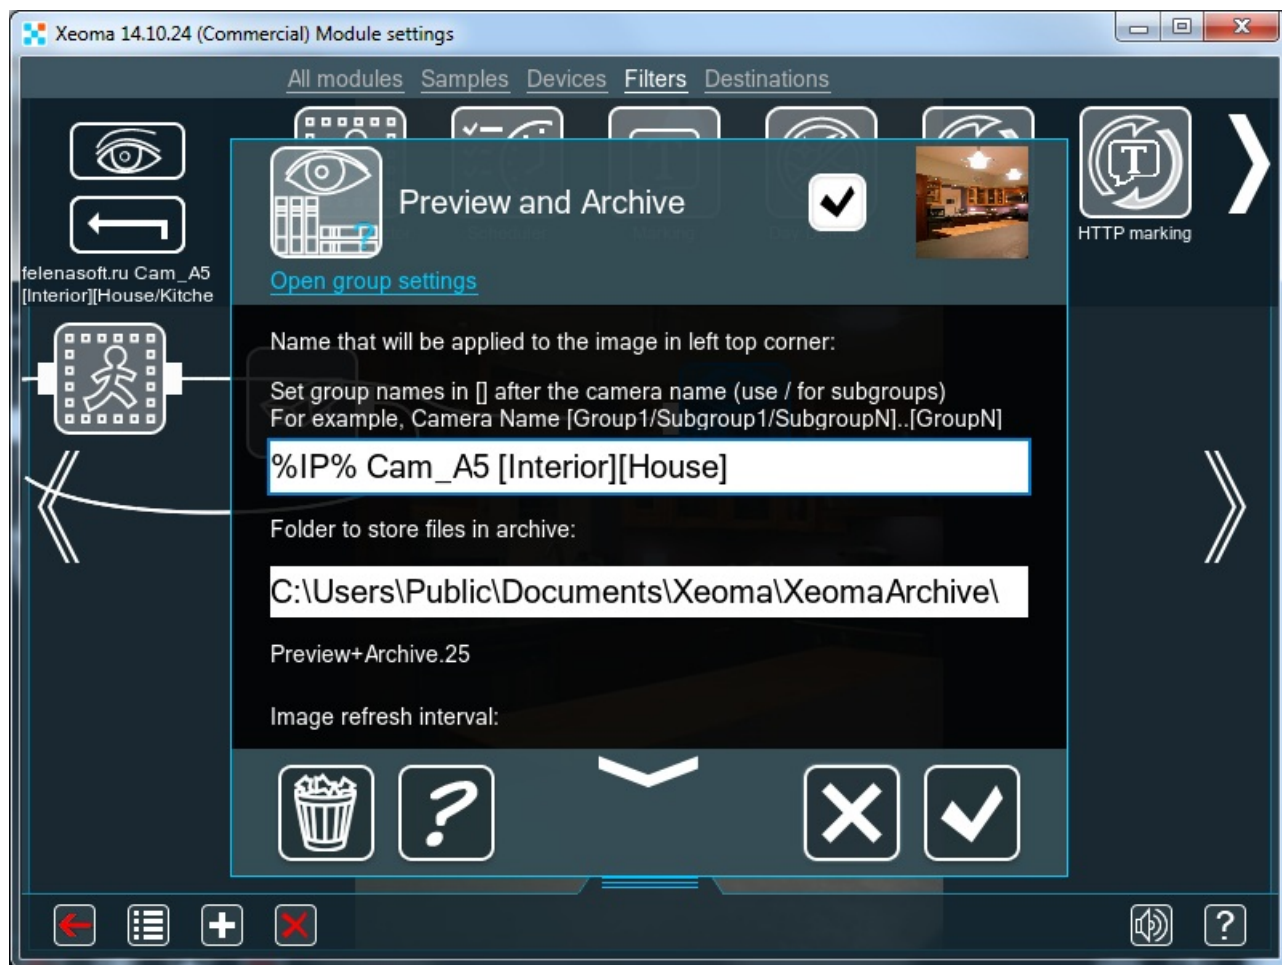 Xeoma 14.10.24 (Commercial) Module settings
All modules Samples Devices Filters Destinations
HTTP marking
felenasoft.ru Cam_A5
[Interior][House/Kitche
Preview and Archive
Open group settings
Name that will be applied to the image in left top corner:
Set group names in [] after the camera name (use / for subgroups)
For example, Camera Name [Group1/Subgroup1/SubgroupN]..[GroupN]
%IP% Cam_A5 [Interior][House]
Folder to store files in archive:
C:\Users\Public\Documents\Xeoma\XeomaArchive\
Preview+Archive.25
Image refresh interval: